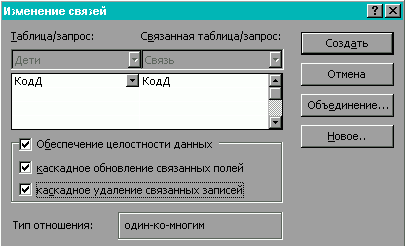 Изменение связей
Таблица/запрос: Связанная таблица/запрос:
Дети Связь
КодД КодД
Обеспечение целостности данных
каскадное обновление связанных полей
каскадное удаление связанных записей
Тип отношения: один-ко-многим
Создать
Отмена
Объединение...
Новое..